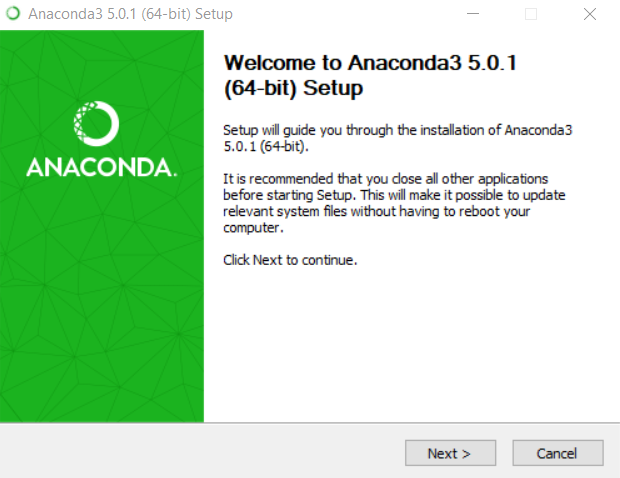 Anaconda3 5.0.1 (64-bit) Setup
Welcome to Anaconda3 5.0.1
(64-bit) Setup
Setup will guide you through the installation of Anaconda3
5.0.1 (64-bit).
It is recommended that you close all other applications
before starting Setup. This will make it possible to update
relevant system files without having to reboot your
computer.
Click Next to continue.
ANACONDA.
Next >
Cancel